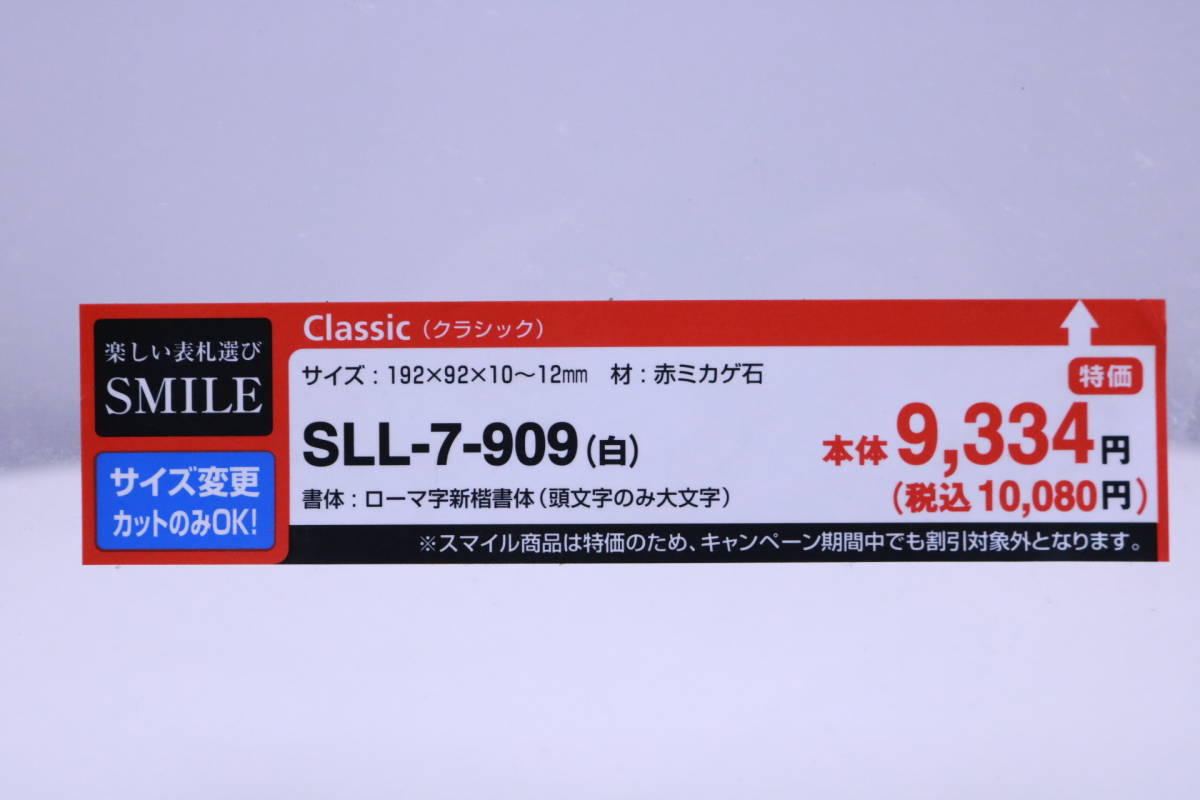 楽しい表札選び
SMILE
サイズ変更
カットのみOK!
Classic(クラシック)
サイズ:192×92×10〜12mm 材:赤ミカゲ石
SLL-7-909(白)
書体:ローマ字新楷書体(頭文字のみ大文字)
特価
本体9,334円
(税込10,080円)
※スマイル商品は特価のため、キャンペーン期間中でも割引対象外となります。